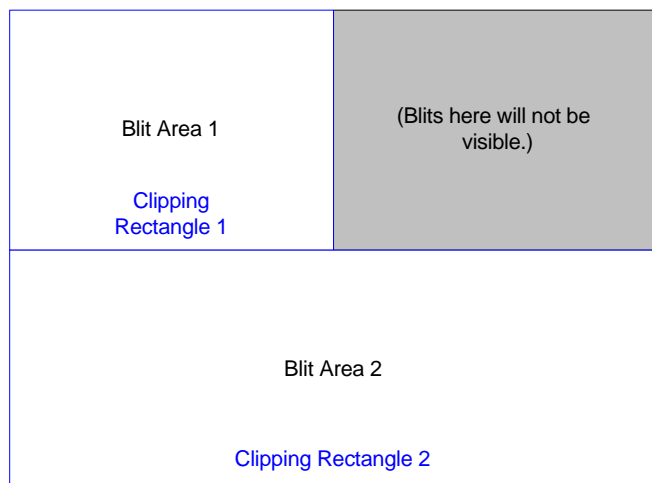 Blit Area 1
(Blits here will not be
visible.)
Clipping
Rectangle 1
Blit Area 2
Clipping Rectangle 2